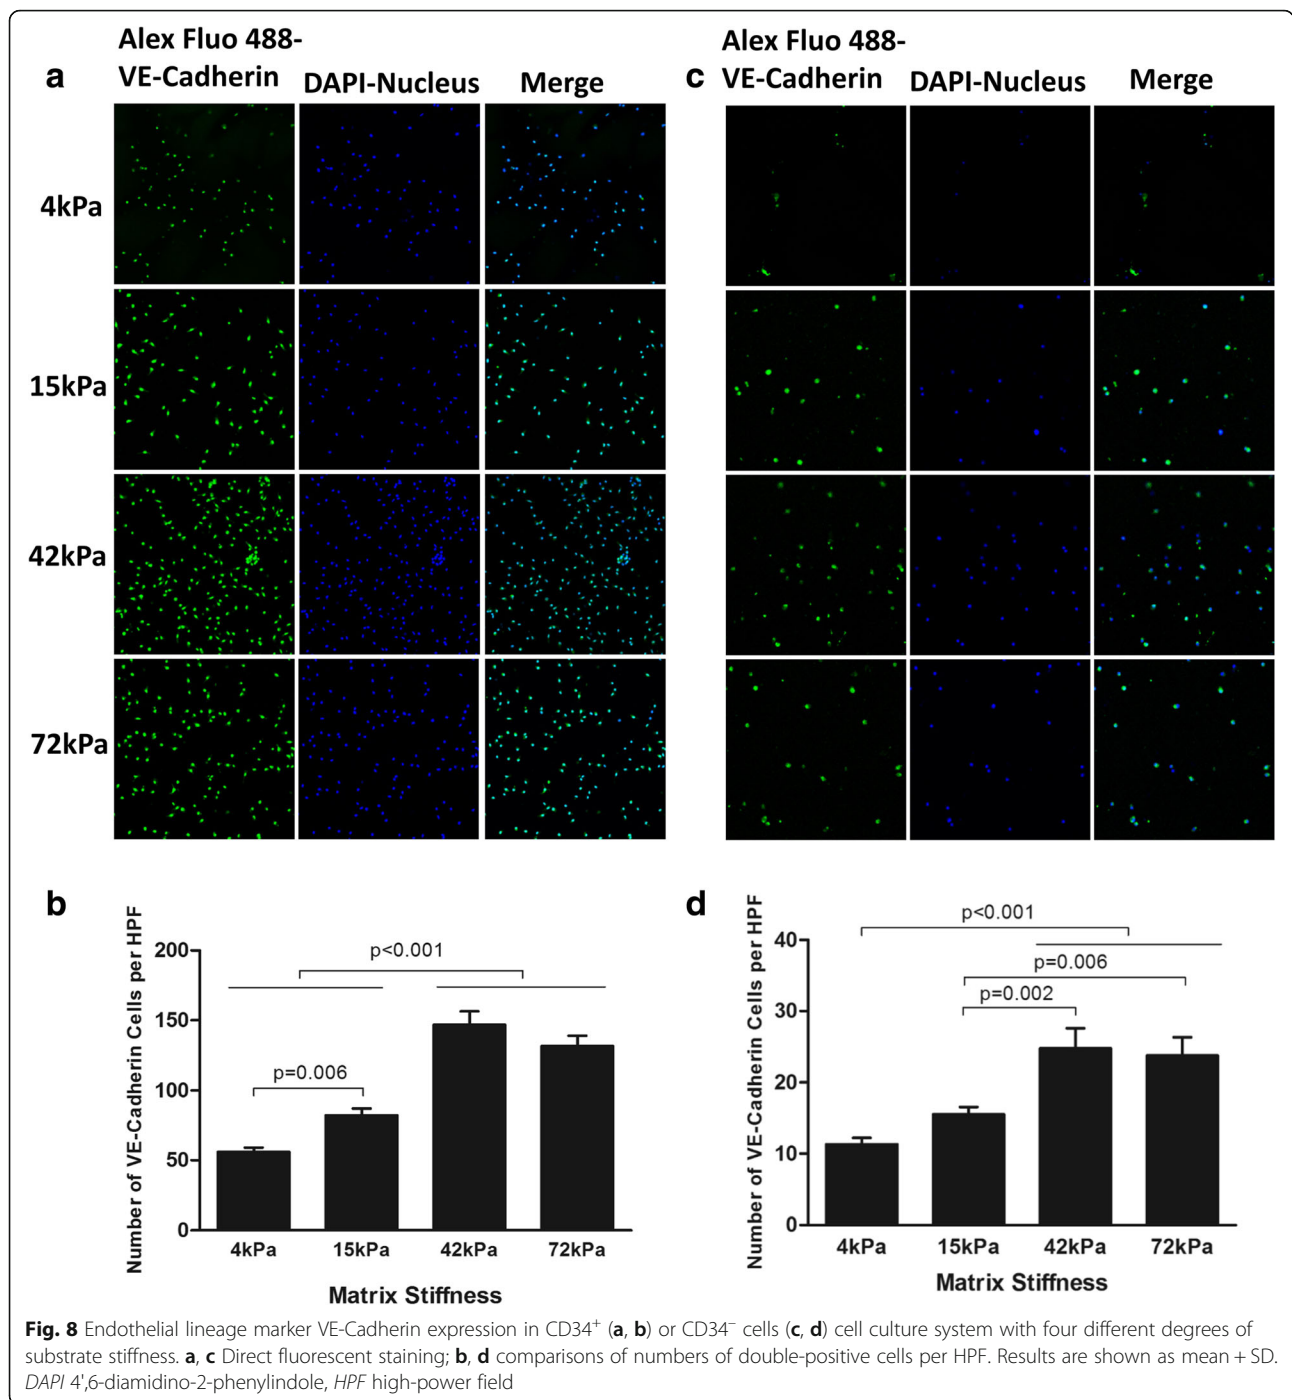 Alex Fluo 488-
a VE-Cadherin DAPI-Nucleus Merge
4kPa
15kPa
42kPa
72kPa
Alex Fluo 488-
c VE-Cadherin DAPI-Nucleus Merge
b
Number of VE-Cadherin Cells per HPF
200
150
100
50
0
p<0.001
p=0.006
4kPa 15kPa 42kPa 72kPa
Matrix Stiffness
d
Number of VE-Cadherin Cells per HPF
40
30
20
10
0
p<0.001
p=0.006
p=0.002
4kPa 15kPa 42kPa 72kPa
Matrix Stiffness
Fig. 8 Endothelial lineage marker VE-Cadherin expression in CD34⁺ (a, b) or CD34⁻ cells (c, d) cell culture system with four different degrees of
substrate stiffness. a, c Direct fluorescent staining; b, d comparisons of numbers of double-positive cells per HPF. Results are shown as mean + SD.
DAPI 4',6-diamidino-2-phenylindole, HPF high-power field